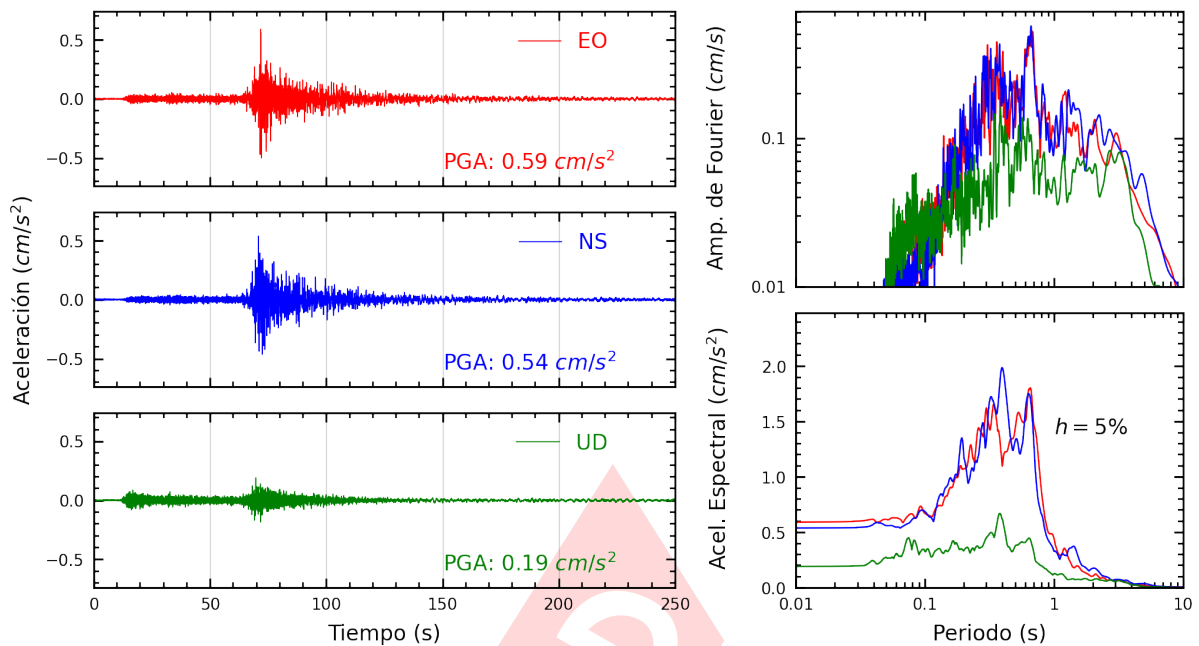 Aceleración (cm/s²)
0.5
0.0
−0.5
EO
PGA: 0.59 cm/s²
0.5
0.0
−0.5
NS
PGA: 0.54 cm/s²
0.5
0.0
−0.5
UD
PGA: 0.19 cm/s²
0 50 100 150 200 250
Tiempo (s)
Amp. de Fourier (cm/s)
0.1
0.01
Acel. Espectral (cm/s²)
2.0
1.5
1.0
0.5
0.0
h = 5%
0.01 0.1 1 10
Periodo (s)